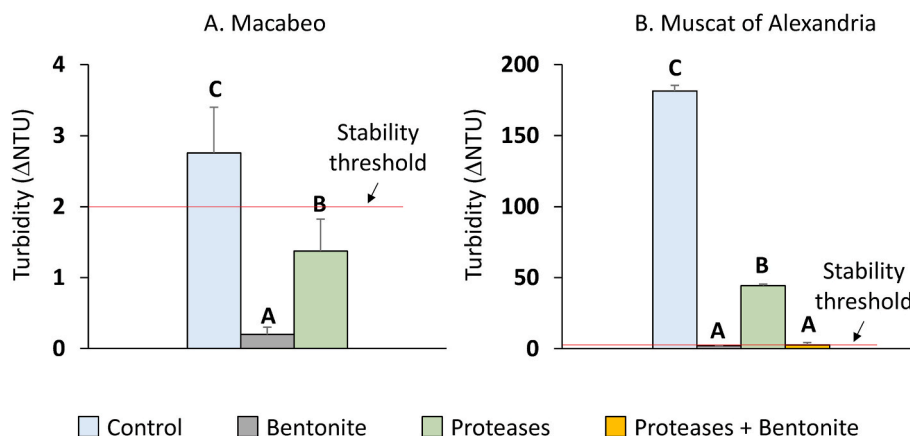 A. Macabeo
4
3
2
1
0
Turbidity (ΔNTU)
C
A
B
Stability
threshold
B. Muscat of Alexandria
200
150
100
50
0
Turbidity (ΔNTU)
C
A
B
A
Stability
threshold
Control
Bentonite
Proteases
Proteases + Bentonite